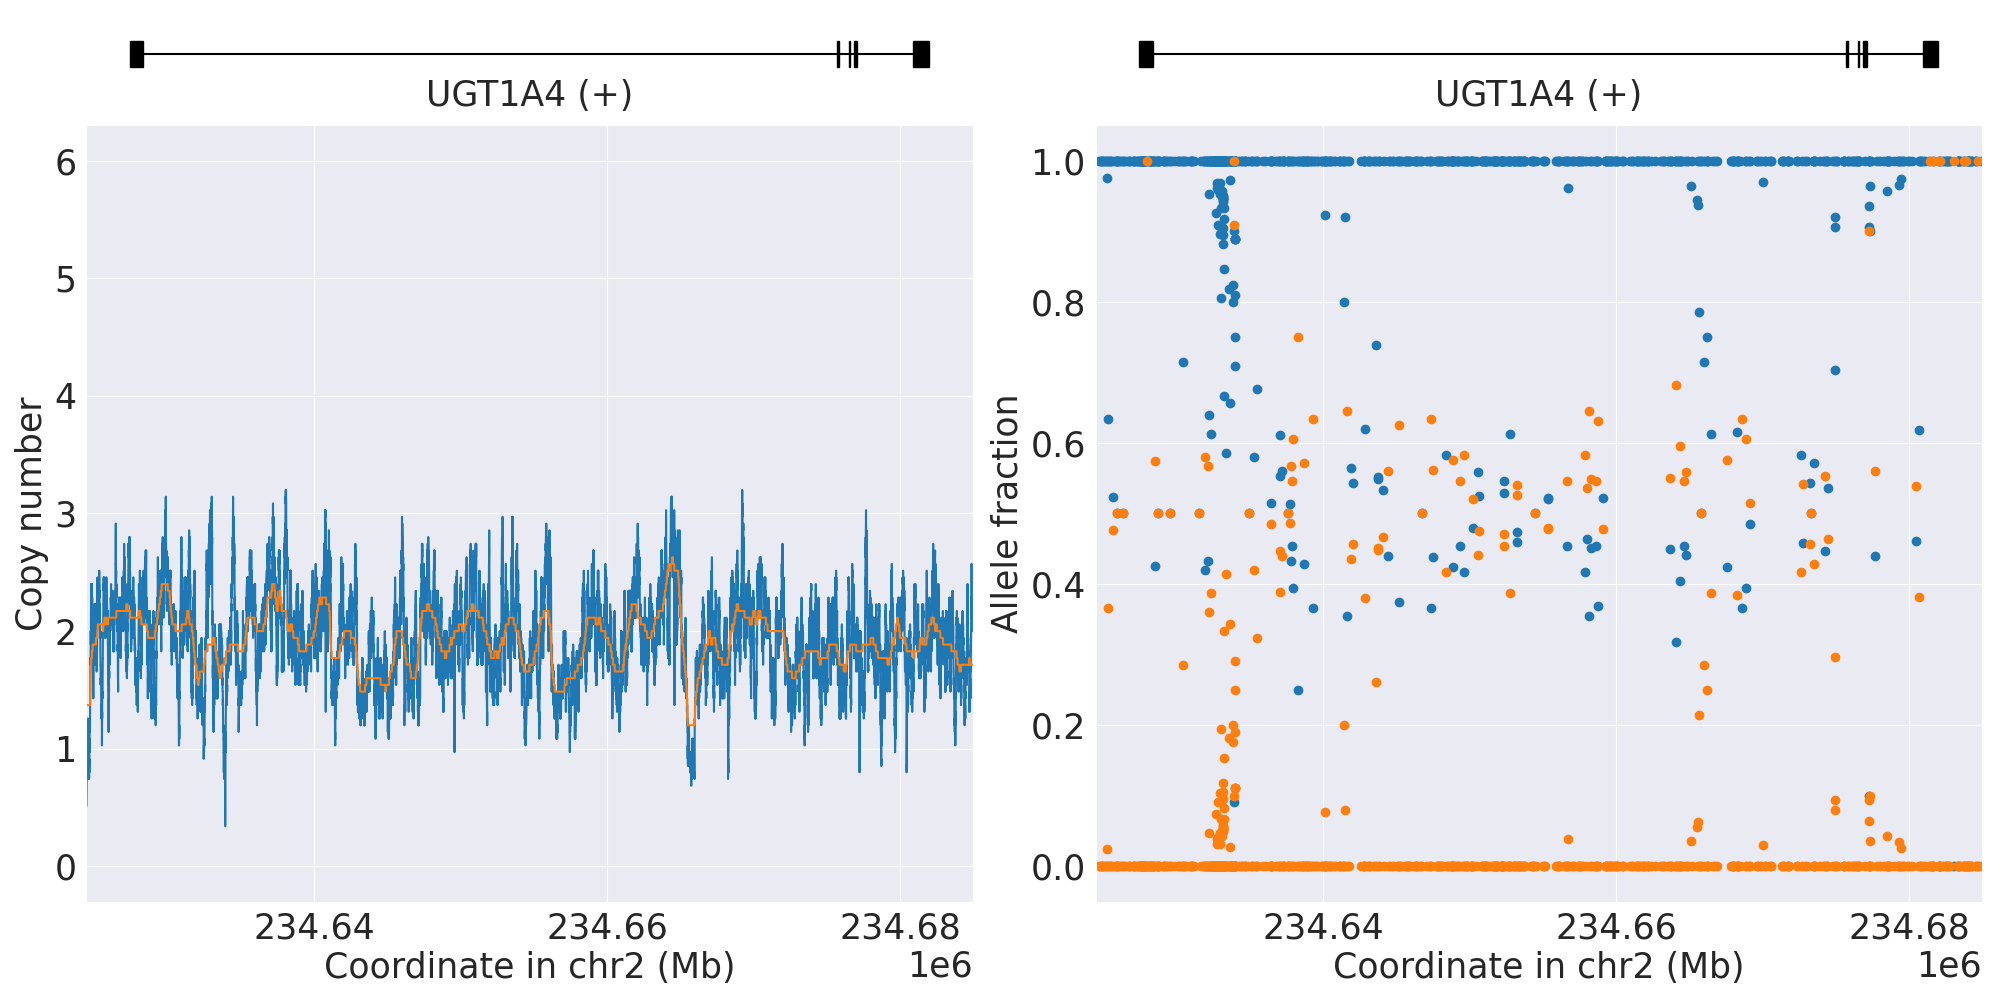 UGT1A4 (+)
6
5
4
3
2
1
0
Copy number
234.64 234.66 234.68
1e6
Coordinate in chr2 (Mb)
UGT1A4 (+)
1.0
0.8
0.6
0.4
0.2
0.0
Allele fraction
234.64 234.66 234.68
1e6
Coordinate in chr2 (Mb)